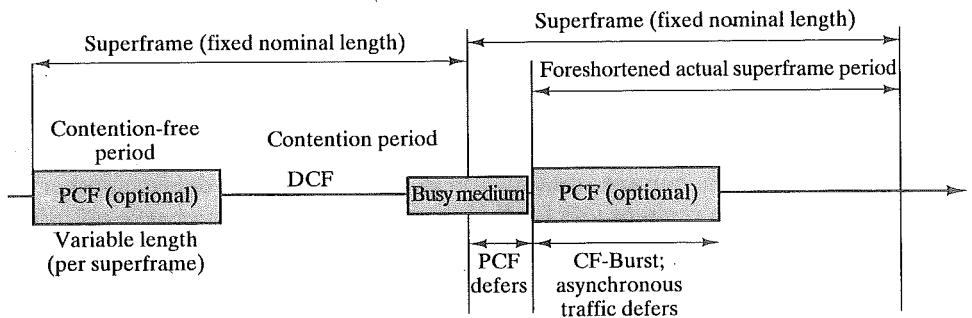 Superframe (fixed nominal length)
Superframe (fixed nominal length)
Foreshortened actual superframe period
Contention-free
period
Contention period
PCF (optional)
DCF
Busy medium
PCF (optional)
Variable length
(per superframe)
PCF
defers
CF-Burst;
asynchronous
traffic defers